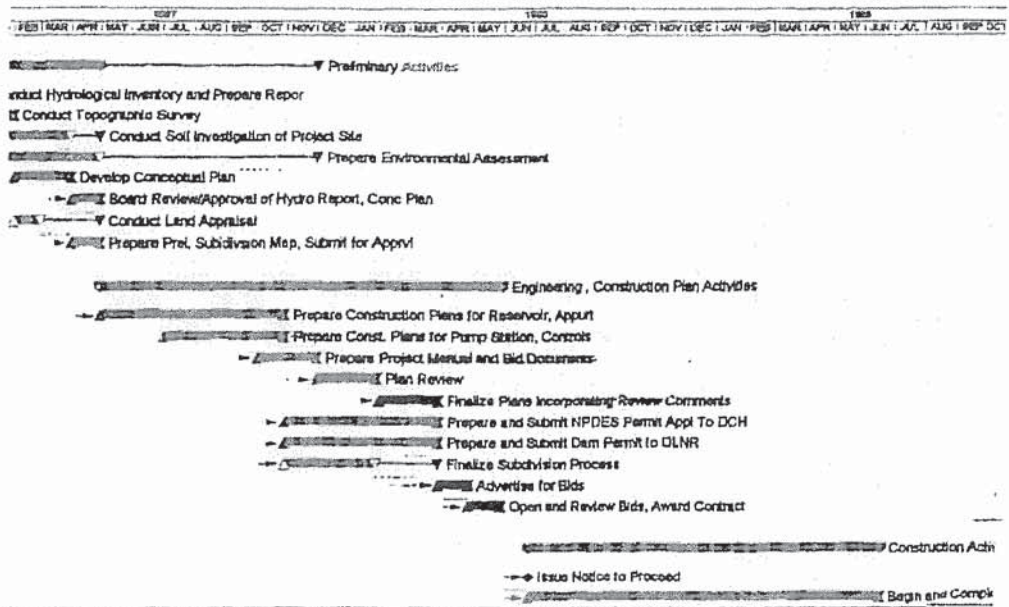 FEB MAR APR MAY JUN JUL AUG SEP OCT NOV DEC JAN FEB MAR APR MAY JUN JUL AUG SEP OCT NOV DEC JAN FEB MAR APR MAY JUN JUL AUG SEP OCT
Preliminary Activities
nduct Hydrological Inventory and Prepare Repor
Conduct Topographic Survey
Conduct Soil Investigation of Project Site
Prepare Environmental Assessment
Develop Conceptual Plan
Board Review/Approval of Hydro Report, Conc Plan
Conduct Land Appraisal
Prepare Prel. Subdivision Map, Submit for Apprvl
Engineering, Construction Plan Activities
Prepare Construction Plans for Reservoir, Appurt
Prepare Const. Plans for Pump Station, Controls
Prepare Project Manual and Bid Documents
Plan Review
Finalize Plans Incorporating Review Comments
Prepare and Submit NPDES Permit Appl To DOH
Prepare and Submit Dam Permit to DLNR
Finalize Subdivision Process
Advertise for Bids
Open and Review Bids, Award Contract
Construction Activi
Issue Notice to Proceed
Begin and Comple